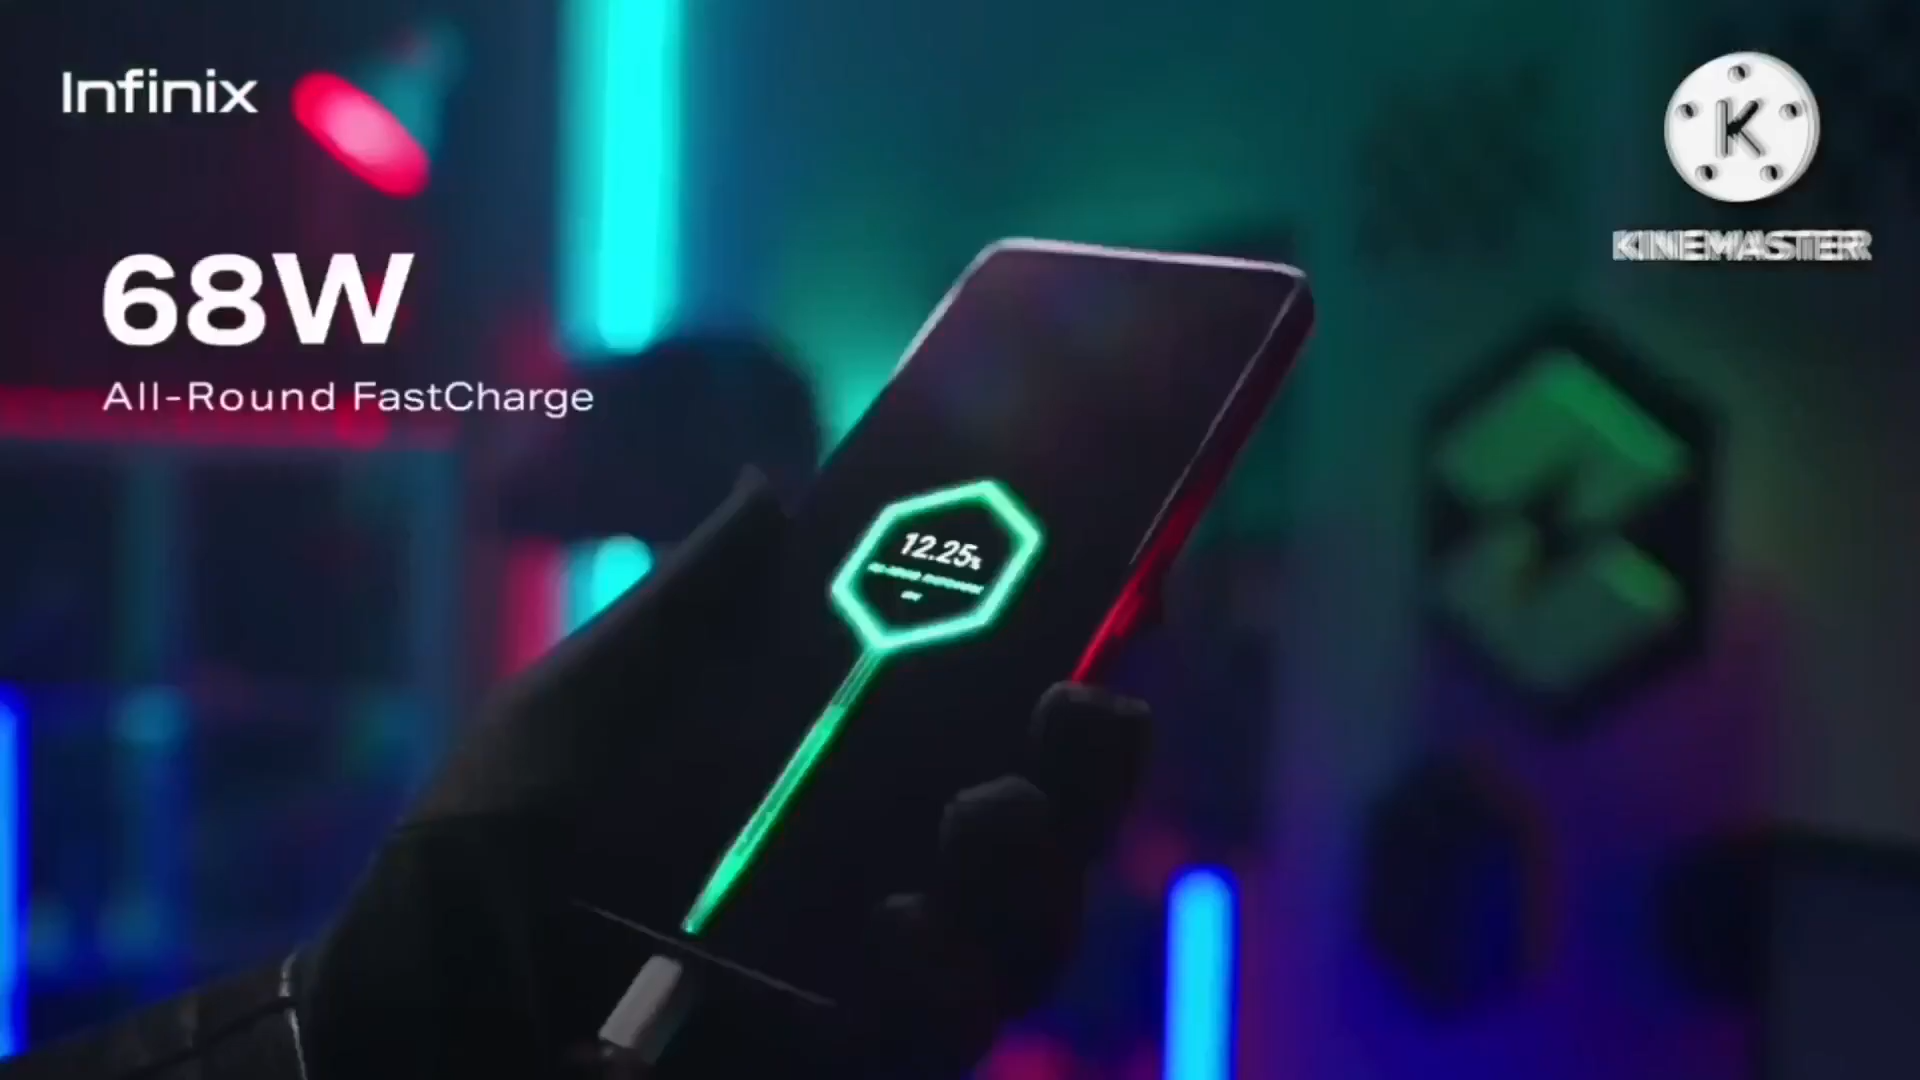 Infinix
K
KINEMASTER
68W
All-Round FastCharge
12.25%